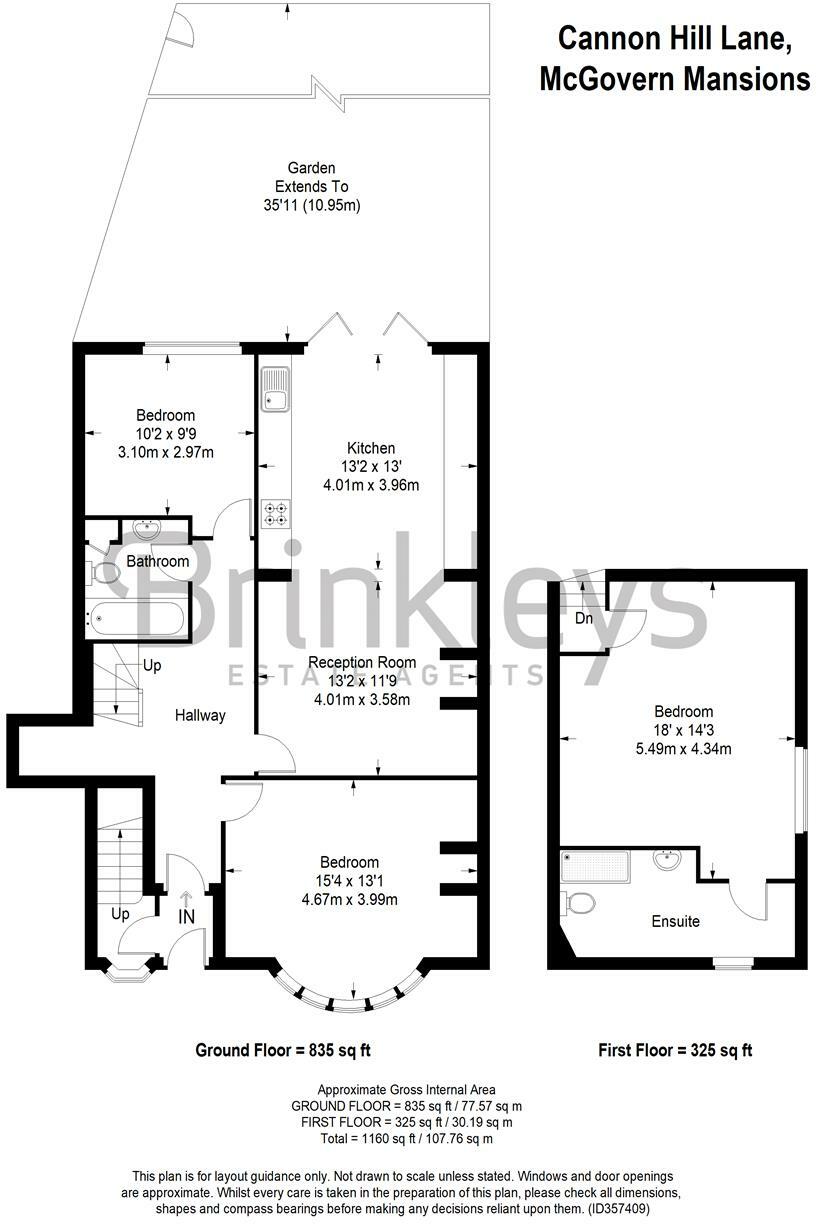 Cannon Hill Lane,
McGovern Mansions
Garden
Extends To
35'11 (10.95m)
Bedroom
10'2 x 9'9
3.10m x 2.97m
Kitchen
13'2 x 13'
4.01m x 3.96m
Bathroom
Brinkleys
ESTATE AGENTS
Up
Reception Room
13'2 x 11'9
4.01m x 3.58m
Hallway
Dn
Bedroom
18' x 14'3
5.49m x 4.34m
Bedroom
15'4 x 13'1
4.67m x 3.99m
Up
IN
Ensuite
Ground Floor = 835 sq ft
First Floor = 325 sq ft
Approximate Gross Internal Area
GROUND FLOOR = 835 sq ft / 77.57 sq m
FIRST FLOOR = 325 sq ft / 30.19 sq m
Total = 1160 sq ft / 107.76 sq m
This plan is for layout guidance only. Not drawn to scale unless stated. Windows and door openings
are approximate. Whilst every care is taken in the preparation of this plan, please check all dimensions,
shapes and compass bearings before making any decisions reliant upon them. (ID357409)